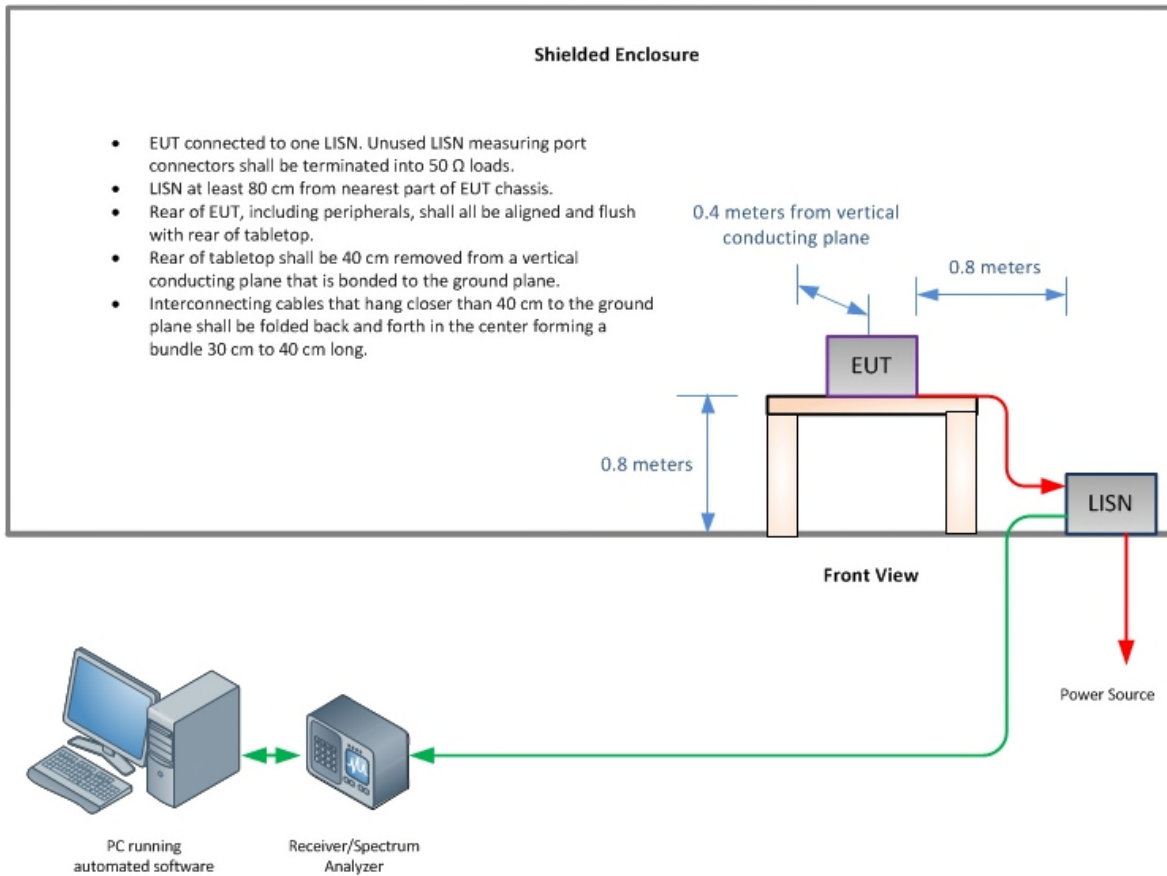 Shielded Enclosure
• EUT connected to one LISN. Unused LISN measuring port
connectors shall be terminated into 50 Ω loads.
• LISN at least 80 cm from nearest part of EUT chassis.
• Rear of EUT, including peripherals, shall all be aligned and flush
with rear of tabletop.
• Rear of tabletop shall be 40 cm removed from a vertical
conducting plane that is bonded to the ground plane.
• Interconnecting cables that hang closer than 40 cm to the ground
plane shall be folded back and forth in the center forming a
bundle 30 cm to 40 cm long.
0.4 meters from vertical
conducting plane
0.8 meters
EUT
0.8 meters
LISN
Front View
Power Source
PC running
automated software
Receiver/Spectrum
Analyzer